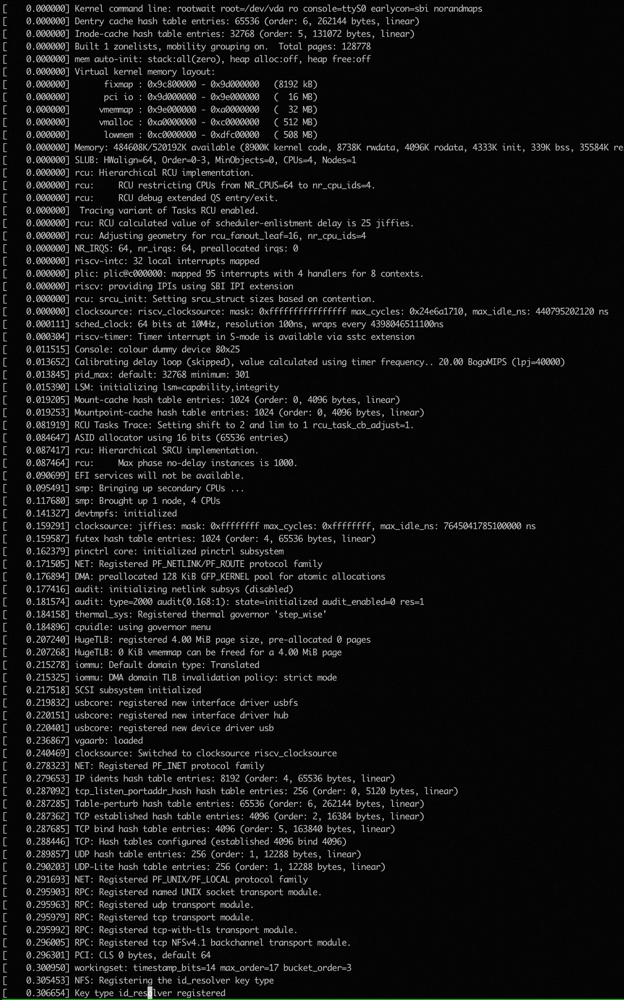 [    0.000000] Kernel command line: rootwait root=/dev/vda ro console=ttyS0 earlycon=sbi norandmaps
[    0.000000] Dentry cache hash table entries: 65536 (order: 6, 262144 bytes, linear)
[    0.000000] Inode-cache hash table entries: 32768 (order: 5, 131072 bytes, linear)
[    0.000000] Built 1 zonelists, mobility grouping on.  Total pages: 128778
[    0.000000] mem auto-init: stack:all(zero), heap alloc:off, heap free:off
[    0.000000] Virtual kernel memory layout:
[    0.000000]       fixmap : 0x9c800000 - 0x9d000000   (8192 kB)
[    0.000000]       pci io : 0x9d000000 - 0x9e000000   (  16 MB)
[    0.000000]      vmemmap : 0x9e000000 - 0xa0000000   (  32 MB)
[    0.000000]      vmalloc : 0xa0000000 - 0xc0000000   ( 512 MB)
[    0.000000]       lowmem : 0xc0000000 - 0xdfc00000   ( 508 MB)
[    0.000000] Memory: 484608K/520192K available (8900K kernel code, 8738K rwdata, 4096K rodata, 4333K init, 339K bss, 35584K re
[    0.000000] SLUB: HWalign=64, Order=0-3, MinObjects=0, CPUs=4, Nodes=1
[    0.000000] rcu: Hierarchical RCU implementation.
[    0.000000] rcu:     RCU restricting CPUs from NR_CPUS=64 to nr_cpu_ids=4.
[    0.000000] rcu:     RCU debug extended QS entry/exit.
[    0.000000]  Tracing variant of Tasks RCU enabled.
[    0.000000] rcu: RCU calculated value of scheduler-enlistment delay is 25 jiffies.
[    0.000000] rcu: Adjusting geometry for rcu_fanout_leaf=16, nr_cpu_ids=4
[    0.000000] NR_IRQS: 64, nr_irqs: 64, preallocated irqs: 0
[    0.000000] riscv-intc: 32 local interrupts mapped
[    0.000000] plic: plic@c000000: mapped 95 interrupts with 4 handlers for 8 contexts.
[    0.000000] riscv: providing IPIs using SBI IPI extension
[    0.000000] rcu: srcu_init: Setting srcu_struct sizes based on contention.
[    0.000000] clocksource: riscv_clocksource: mask: 0xffffffffffffffff max_cycles: 0x24e6a1710, max_idle_ns: 440795202120 ns
[    0.000111] sched_clock: 64 bits at 10MHz, resolution 100ns, wraps every 4398046511100ns
[    0.000304] riscv-timer: Timer interrupt in S-mode is available via sstc extension
[    0.011515] Console: colour dummy device 80x25
[    0.013652] Calibrating delay loop (skipped), value calculated using timer frequency.. 20.00 BogoMIPS (lpj=40000)
[    0.013845] pid_max: default: 32768 minimum: 301
[    0.015390] LSM: initializing lsm=capability,integrity
[    0.019205] Mount-cache hash table entries: 1024 (order: 0, 4096 bytes, linear)
[    0.019253] Mountpoint-cache hash table entries: 1024 (order: 0, 4096 bytes, linear)
[    0.081919] RCU Tasks Trace: Setting shift to 2 and lim to 1 rcu_task_cb_adjust=1.
[    0.084647] ASID allocator using 16 bits (65536 entries)
[    0.087417] rcu: Hierarchical SRCU implementation.
[    0.087464] rcu:     Max phase no-delay instances is 1000.
[    0.090699] EFI services will not be available.
[    0.095491] smp: Bringing up secondary CPUs ...
[    0.117680] smp: Brought up 1 node, 4 CPUs
[    0.141327] devtmpfs: initialized
[    0.159291] clocksource: jiffies: mask: 0xffffffff max_cycles: 0xffffffff, max_idle_ns: 7645041785100000 ns
[    0.159587] futex hash table entries: 1024 (order: 4, 65536 bytes, linear)
[    0.162379] pinctrl core: initialized pinctrl subsystem
[    0.171505] NET: Registered PF_NETLINK/PF_ROUTE protocol family
[    0.176894] DMA: preallocated 128 KiB GFP_KERNEL pool for atomic allocations
[    0.177416] audit: initializing netlink subsys (disabled)
[    0.181574] audit: type=2000 audit(0.168:1): state=initialized audit_enabled=0 res=1
[    0.184158] thermal_sys: Registered thermal governor 'step_wise'
[    0.184896] cpuidle: using governor menu
[    0.207240] HugeTLB: registered 4.00 MiB page size, pre-allocated 0 pages
[    0.207268] HugeTLB: 0 KiB vmemmap can be freed for a 4.00 MiB page
[    0.215278] iommu: Default domain type: Translated
[    0.215325] iommu: DMA domain TLB invalidation policy: strict mode
[    0.217518] SCSI subsystem initialized
[    0.219832] usbcore: registered new interface driver usbfs
[    0.220151] usbcore: registered new interface driver hub
[    0.220401] usbcore: registered new device driver usb
[    0.236867] vgaarb: loaded
[    0.240469] clocksource: Switched to clocksource riscv_clocksource
[    0.278323] NET: Registered PF_INET protocol family
[    0.279653] IP idents hash table entries: 8192 (order: 4, 65536 bytes, linear)
[    0.287092] tcp_listen_portaddr_hash hash table entries: 256 (order: 0, 5120 bytes, linear)
[    0.287285] Table-perturb hash table entries: 65536 (order: 6, 262144 bytes, linear)
[    0.287362] TCP established hash table entries: 4096 (order: 2, 16384 bytes, linear)
[    0.287685] TCP bind hash table entries: 4096 (order: 5, 163840 bytes, linear)
[    0.288446] TCP: Hash tables configured (established 4096 bind 4096)
[    0.289857] UDP hash table entries: 256 (order: 1, 12288 bytes, linear)
[    0.290203] UDP-Lite hash table entries: 256 (order: 1, 12288 bytes, linear)
[    0.291693] NET: Registered PF_UNIX/PF_LOCAL protocol family
[    0.295903] RPC: Registered named UNIX socket transport module.
[    0.295963] RPC: Registered udp transport module.
[    0.295979] RPC: Registered tcp transport module.
[    0.295992] RPC: Registered tcp-with-tls transport module.
[    0.296005] RPC: Registered tcp NFSv4.1 backchannel transport module.
[    0.296301] PCI: CLS 0 bytes, default 64
[    0.300950] workingset: timestamp_bits=14 max_order=17 bucket_order=3
[    0.305453] NFS: Registering the id_resolver key type
[    0.306654] Key type id_resolver registered